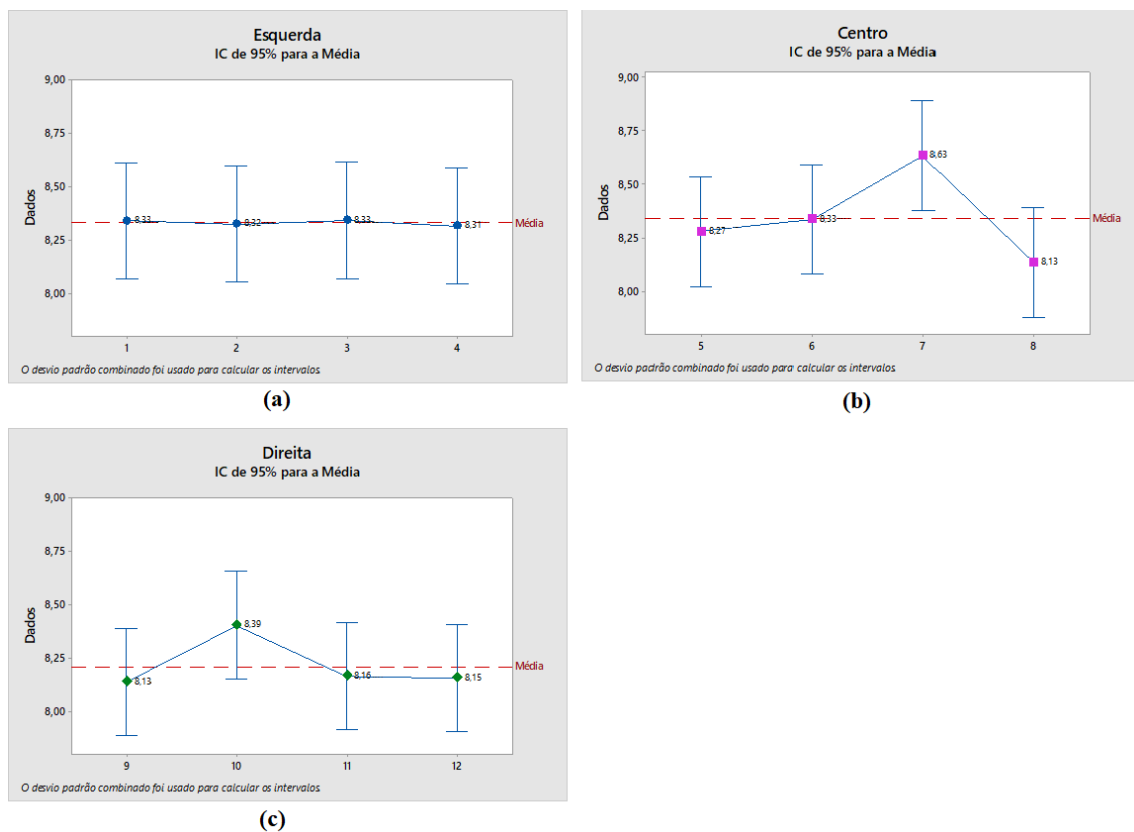 Esquerda
IC de 95% para a Média
9,00
8,75
8,50
8,25
8,00
Dados
8,33
8,32
8,33
8,31
Média
1 2 3 4
O desvio padrão combinado foi usado para calcular os intervalos.
(a)
Centro
IC de 95% para a Média
9,00
8,75
8,50
8,25
8,00
Dados
8,27
8,33
8,63
8,13
Média
5 6 7 8
O desvio padrão combinado foi usado para calcular os intervalos.
(b)
Direita
IC de 95% para a Média
9,00
8,75
8,50
8,25
8,00
Dados
8,13
8,39
8,16
8,15
Média
9 10 11 12
O desvio padrão combinado foi usado para calcular os intervalos.
(c)